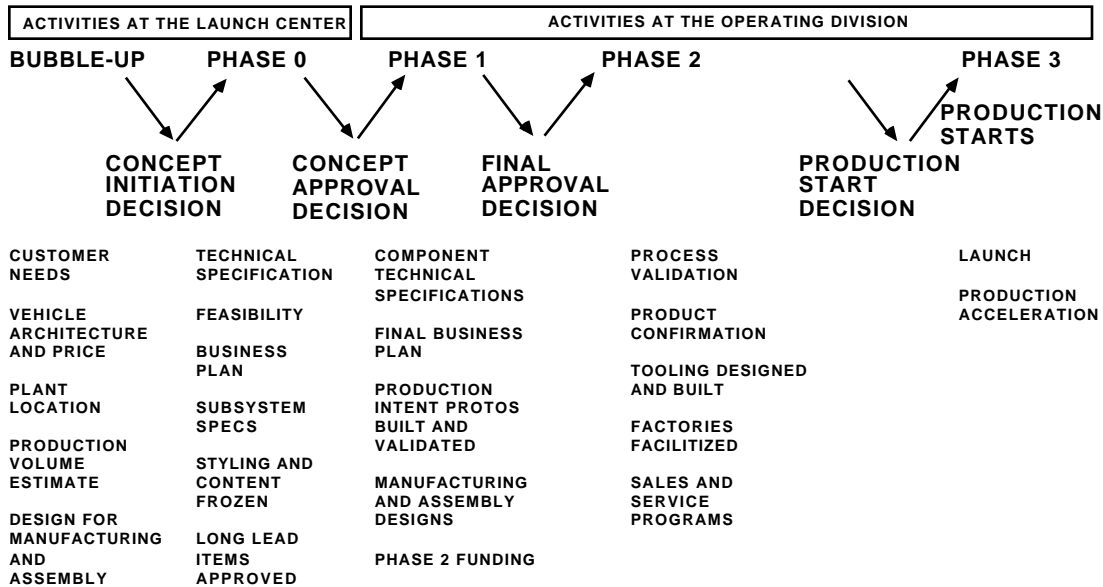 ACTIVITIES AT THE LAUNCH CENTER
ACTIVITIES AT THE OPERATING DIVISION
BUBBLE-UP
PHASE 0
PHASE 1
PHASE 2
PHASE 3
PRODUCTION
STARTS
CONCEPT
INITIATION
DECISION
CONCEPT
APPROVAL
DECISION
FINAL
APPROVAL
DECISION
PRODUCTION
START
DECISION
CUSTOMER
NEEDS
VEHICLE
ARCHITECTURE
AND PRICE
PLANT
LOCATION
PRODUCTION
VOLUME
ESTIMATE
DESIGN FOR
MANUFACTURING
AND
ASSEMBLY
TECHNICAL
SPECIFICATION
FEASIBILITY
BUSINESS
PLAN
SUBSYSTEM
SPECS
STYLING AND
CONTENT
FROZEN
LONG LEAD
ITEMS
APPROVED
COMPONENT
TECHNICAL
SPECIFICATIONS
FINAL BUSINESS
PLAN
PRODUCTION
INTENT PROTOS
BUILT AND
VALIDATED
MANUFACTURING
AND ASSEMBLY
DESIGNS
PHASE 2 FUNDING
PROCESS
VALIDATION
PRODUCT
CONFIRMATION
TOOLING DESIGNED
AND BUILT
FACTORIES
FACILITIZED
SALES AND
SERVICE
PROGRAMS
LAUNCH
PRODUCTION
ACCELERATION